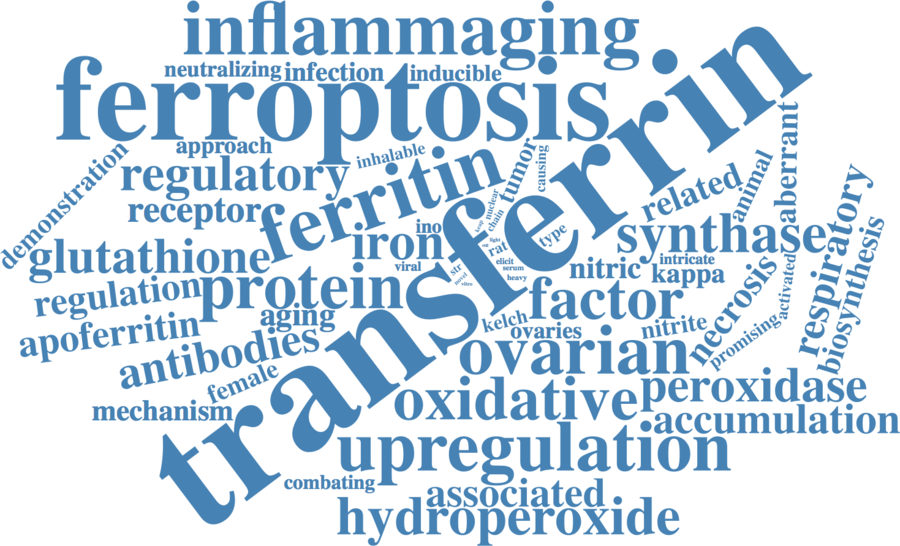 inflammaging
neutralizing
infection
inducible
ferroptosis
transferrin
approach
inhalable
tumor
causing
aberrant
demonstration
regulatory
ferritin
nuclear
chain
related
animal
respiratory
receptor
ino
type
synthase
biosynthesis
glutathione
iron
light
rat
viral
str
elicit
serum
heavy
nitric
intricate
kappa
activated
regulation
protein
factor
necrosis
aging
kelch
ovaries
nitrite
promising
apoferritin
antibodies
ovarian
female
oxidative
peroxidase
mechanism
accumulation
upregulation
combating
associated
hydroperoxide